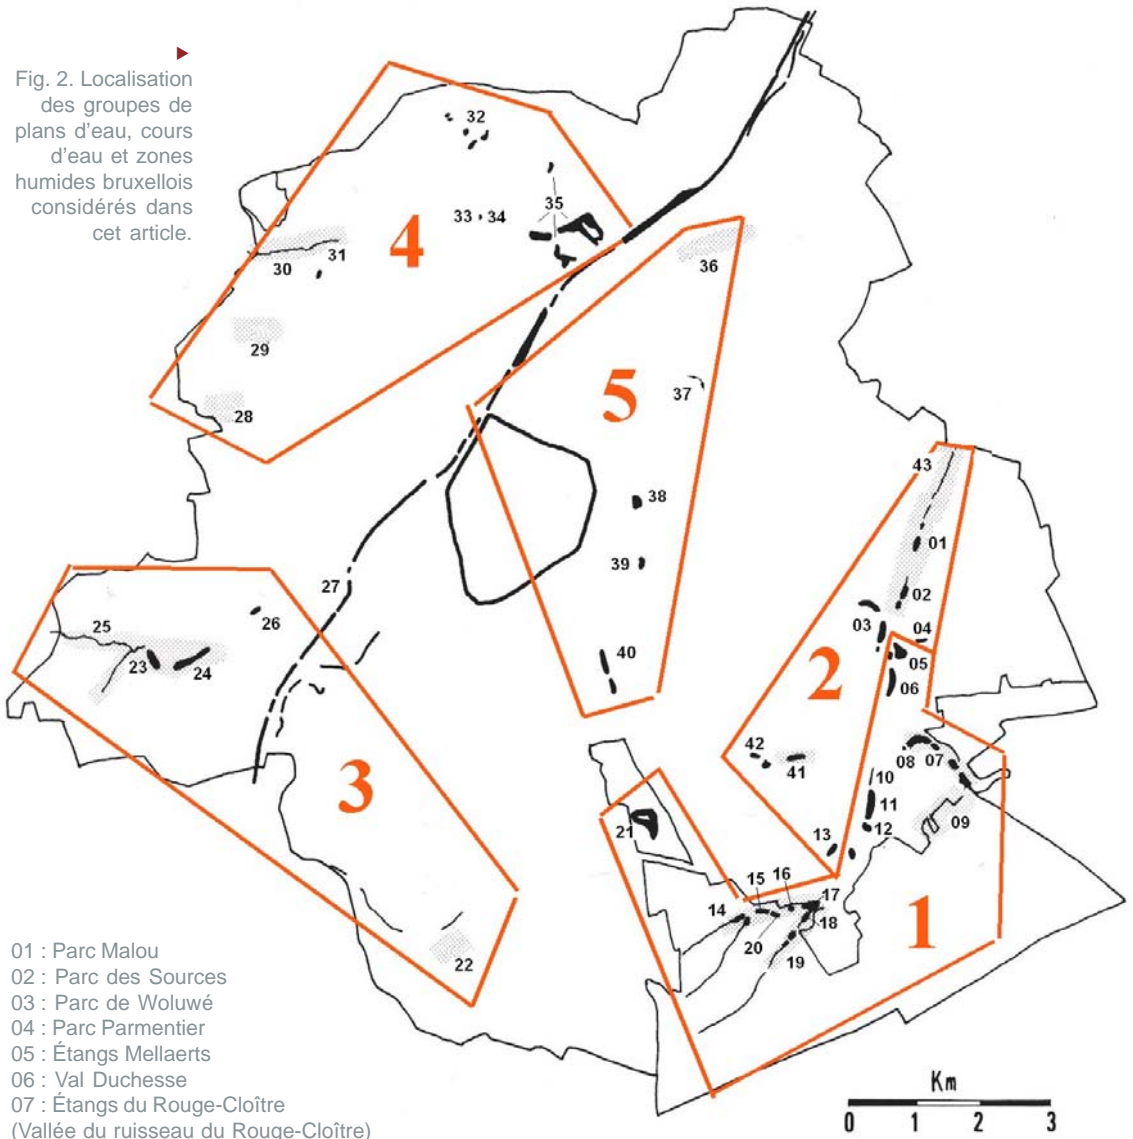 Fig. 2. Localisation
des groupes de
plans d'eau, cours
d'eau et zones
humides bruxellois
considérés dans
cet article.
32
35
33
34
4
31
30
36
29
5
37
28
43
38
01
39
27
02
26
03
04
25
40
05
23
24
2
06
42
08
07
41
10
3
11
09
21
12
13
15
16
17
14
18
1
20
19
22
01 : Parc Malou
02 : Parc des Sources
03 : Parc de Woluwé
04 : Parc Parmentier
05 : Étangs Mellaerts
06 : Val Duchesse
07 : Étangs du Rouge-Cloître
(Vallée du ruisseau du Rouge-Cloître)
Km
0 1 2 3